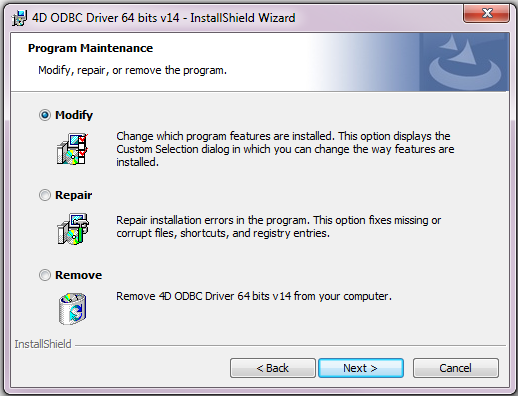 4D ODBC Driver 64 bits v14 - InstallShield Wizard
Program Maintenance
Modify, repair, or remove the program.
Modify
Change which program features are installed. This option displays the
Custom Selection dialog in which you can change the way features are
installed.
Repair
Repair installation errors in the program. This option fixes missing or
corrupt files, shortcuts, and registry entries.
Remove
Remove 4D ODBC Driver 64 bits v14 from your computer.
InstallShield
< Back
Next >
Cancel